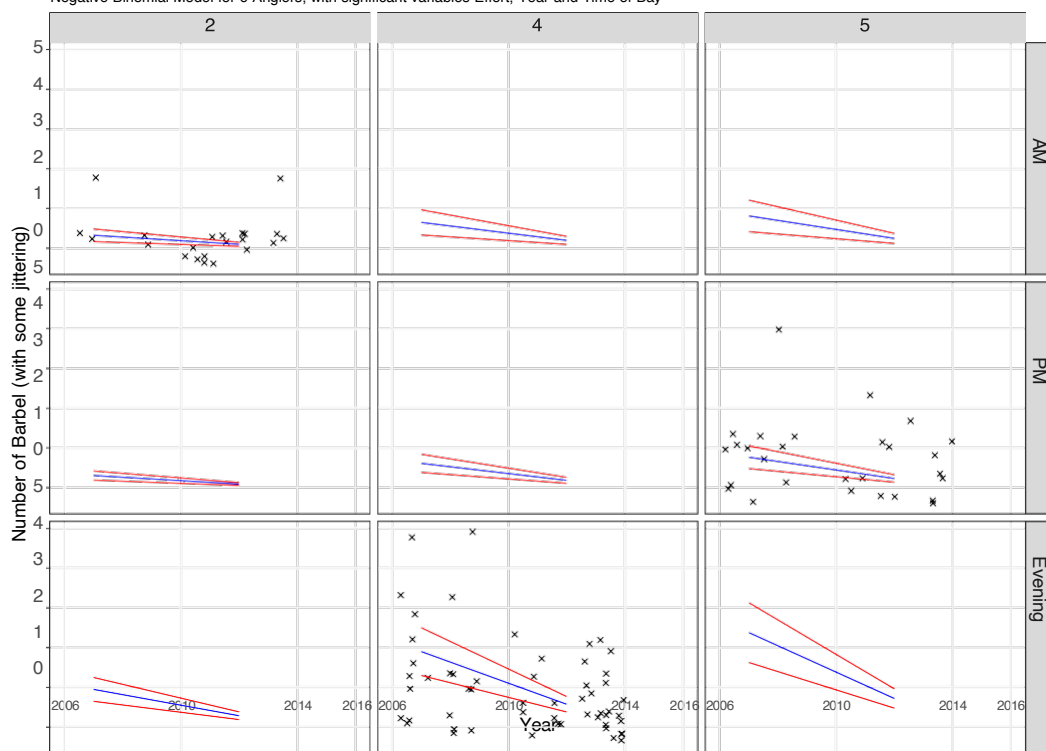 Negative Binomial Model for Anglers, with significant variables Effort, Year and Time of Day
2 4 5
Number of Barbel (with some jittering)
5
4
3
2
1
0
5
4
3
2
1
0
5
4
3
2
1
0
AM
PM
Evening
2006 2010 2014 2016
2006 2010 2014 2016
2006 2010 2014 2016
Year